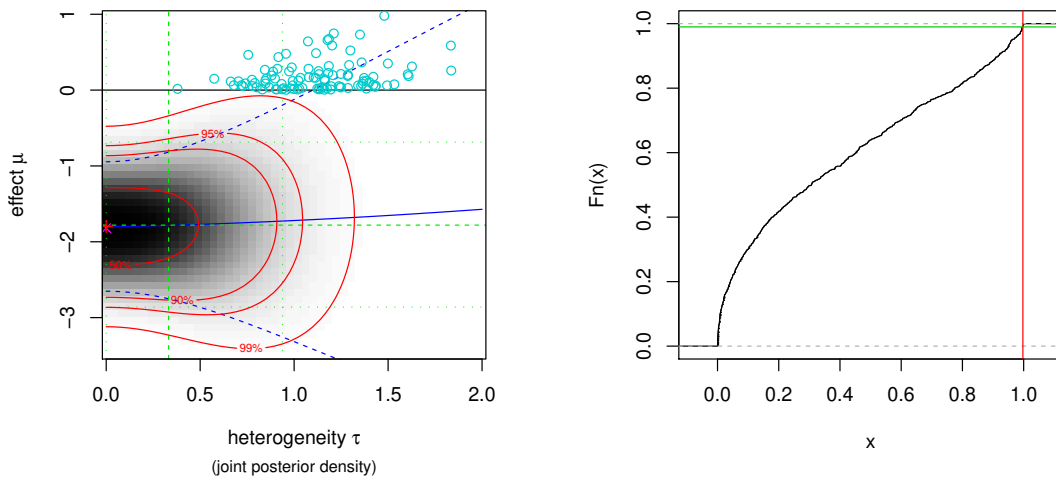 effect μ
1
0
−1
−2
−3
95%
50%
90%
99%
0.0 0.5 1.0 1.5 2.0
heterogeneity τ
(joint posterior density)
Fn(x)
1.0
0.8
0.6
0.4
0.2
0.0
0.0 0.2 0.4 0.6 0.8 1.0
x